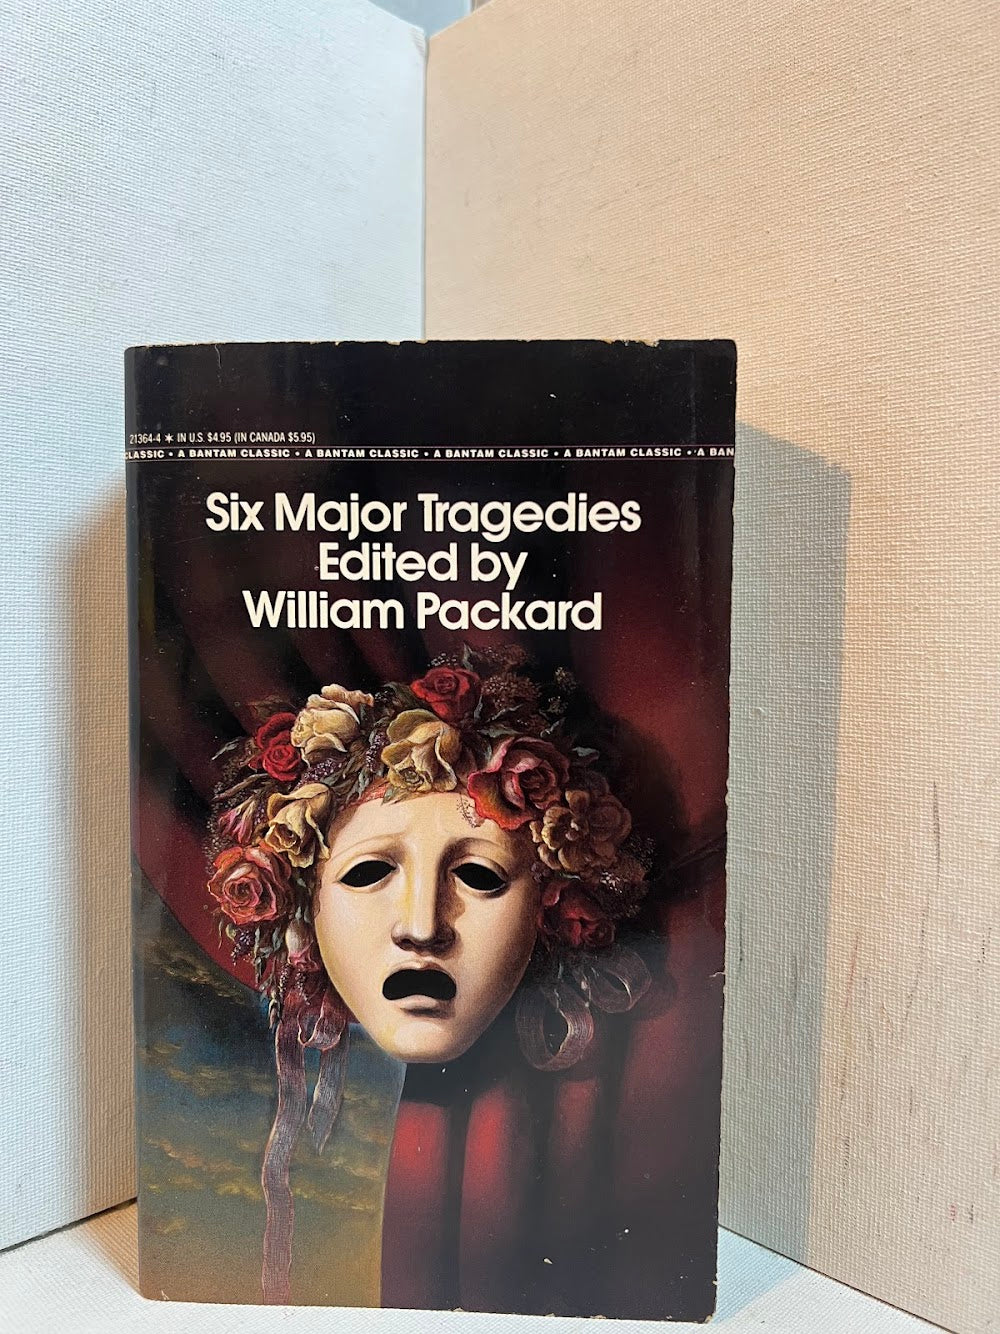 21364-4 * IN U.S. $4.95 (IN CANADA $5.95)
CLASSIC • A BANTAM CLASSIC • A BANTAM CLASSIC • A BANTAM CLASSIC • A BANTAM CLASSIC • A BAN
Six Major Tragedies
Edited by
William Packard